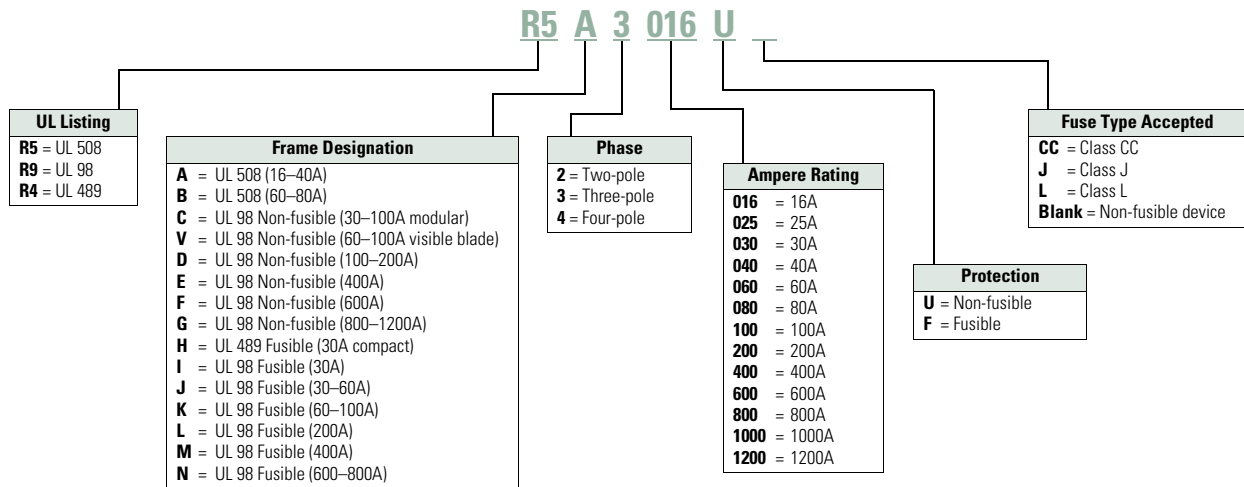 R5 A 3 016 U _
UL Listing
R5 = UL 508
R9 = UL 98
R4 = UL 489
Frame Designation
A = UL 508 (16–40A)
B = UL 508 (60–80A)
C = UL 98 Non-fusible (30–100A modular)
V = UL 98 Non-fusible (60–100A visible blade)
D = UL 98 Non-fusible (100–200A)
E = UL 98 Non-fusible (400A)
F = UL 98 Non-fusible (600A)
G = UL 98 Non-fusible (800–1200A)
H = UL 489 Fusible (30A compact)
I = UL 98 Fusible (30A)
J = UL 98 Fusible (30–60A)
K = UL 98 Fusible (60–100A)
L = UL 98 Fusible (200A)
M = UL 98 Fusible (400A)
N = UL 98 Fusible (600–800A)
Phase
2 = Two-pole
3 = Three-pole
4 = Four-pole
Ampere Rating
016 = 16A
025 = 25A
030 = 30A
040 = 40A
060 = 60A
080 = 80A
100 = 100A
200 = 200A
400 = 400A
600 = 600A
800 = 800A
1000 = 1000A
1200 = 1200A
Protection
U = Non-fusible
F = Fusible
Fuse Type Accepted
CC = Class CC
J = Class J
L = Class L
Blank = Non-fusible device